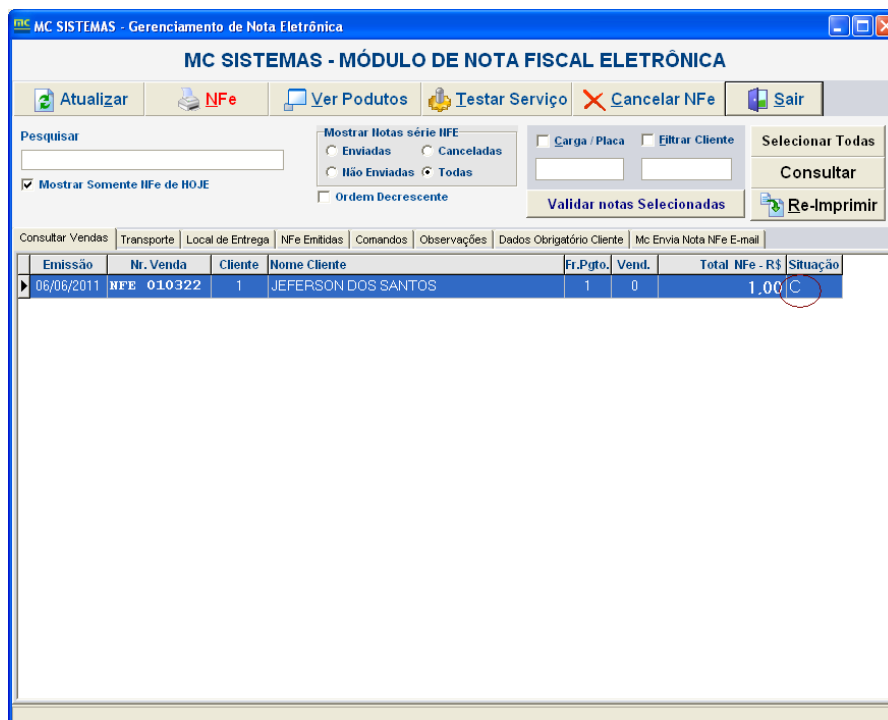 MC SISTEMAS - Gerenciamento de Nota Eletrônica
MC SISTEMAS - MÓDULO DE NOTA FISCAL ELETRÔNICA
Atualizar NFe Ver Podutos Testar Serviço Cancelar NFe Sair
Pesquisar
Mostrar Somente NFe de HOJE
Mostrar Notas série NFE
Enviadas Canceladas
Não Enviadas Todas
Ordem Decrescente
Carga / Placa Filtrar Cliente
Validar notas Selecionadas
Selecionar Todas
Consultar
Re-Imprimir
Consultar Vendas Transporte Local de Entrega NFe Emitidas Comandos Observações Dados Obrigatório Cliente Mc Envia Nota NFe E-mail
Emissão Nr. Venda Cliente Nome Cliente Fr.Pgto. Vend. Total NFe - R$ Situação
06/06/2011 NFE 010322 1 JEFERSON DOS SANTOS 1 0 1,00 C